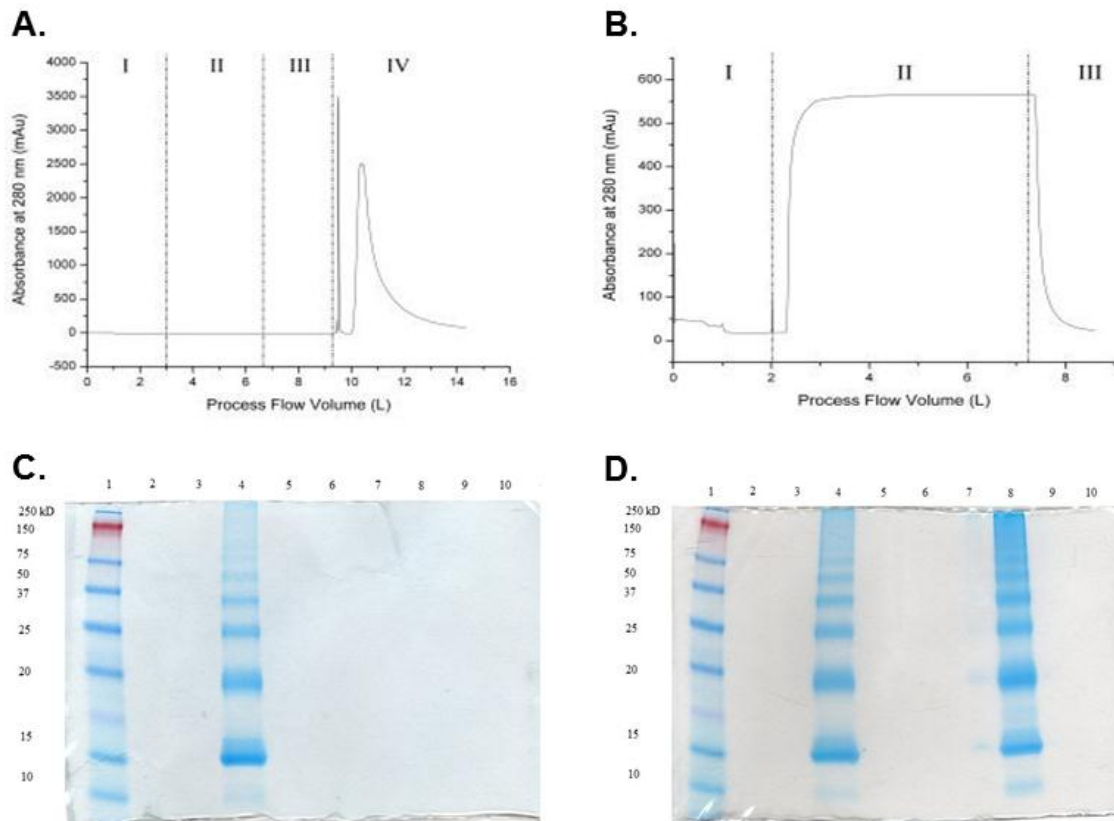 A.
I II III IV
Absorbance at 280 nm (mAu)
4000
3500
3000
2500
2000
1500
1000
500
0
-500
0 2 4 6 8 10 12 14 16
Process Flow Volume (L)
B.
I II III
Absorbance at 280 nm (mAu)
600
500
400
300
200
100
0
0 2 4 6 8
Process Flow Volume (L)
C.
1 2 3 4 5 6 7 8 9 10
250 kD
150
75
50
37
25
20
15
10
D.
1 2 3 4 5 6 7 8 9 10
250 kD
150
75
50
37
25
20
15
10